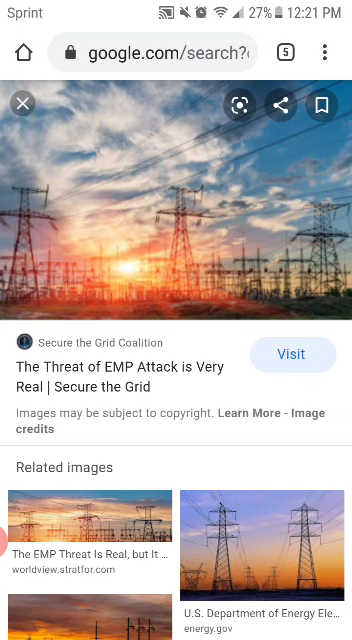 Sprint 27% 12:21 PM
google.com/search? 5
Secure the Grid Coalition
The Threat of EMP Attack is Very
Real | Secure the Grid
Visit
Images may be subject to copyright. Learn More - Image
credits
Related images
The EMP Threat Is Real, but It ...
worldview.stratfor.com
U.S. Department of Energy Ele...
energy.gov